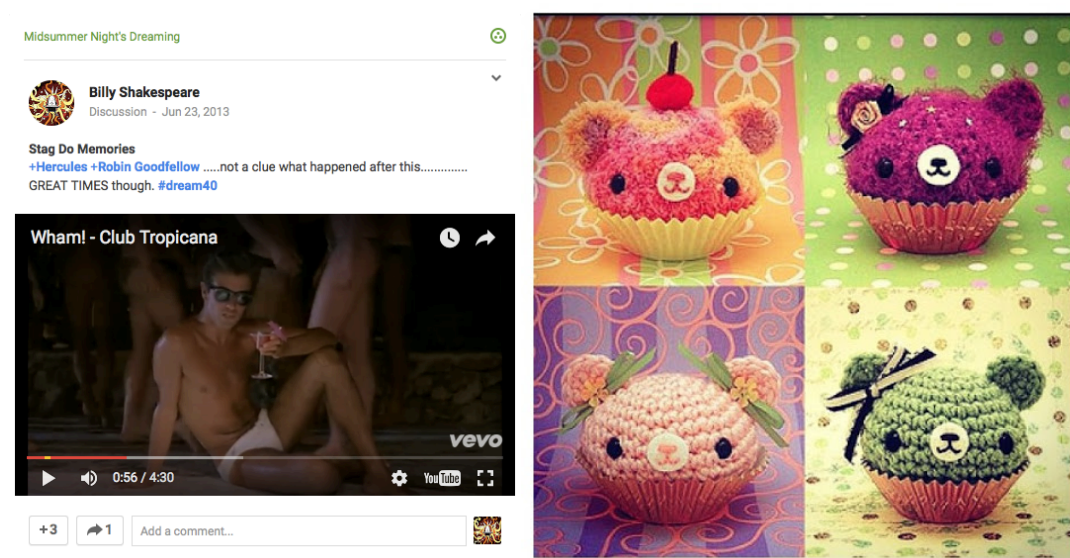 Midsummer Night's Dreaming
Billy Shakespeare
Discussion - Jun 23, 2013
Stag Do Memories
+Hercules +Robin Goodfellow .....not a clue what happened after this.............
GREAT TIMES though. #dream40
Wham! - Club Tropicana
vevo
0:56 / 4:30
YouTube
+3
1
Add a comment...